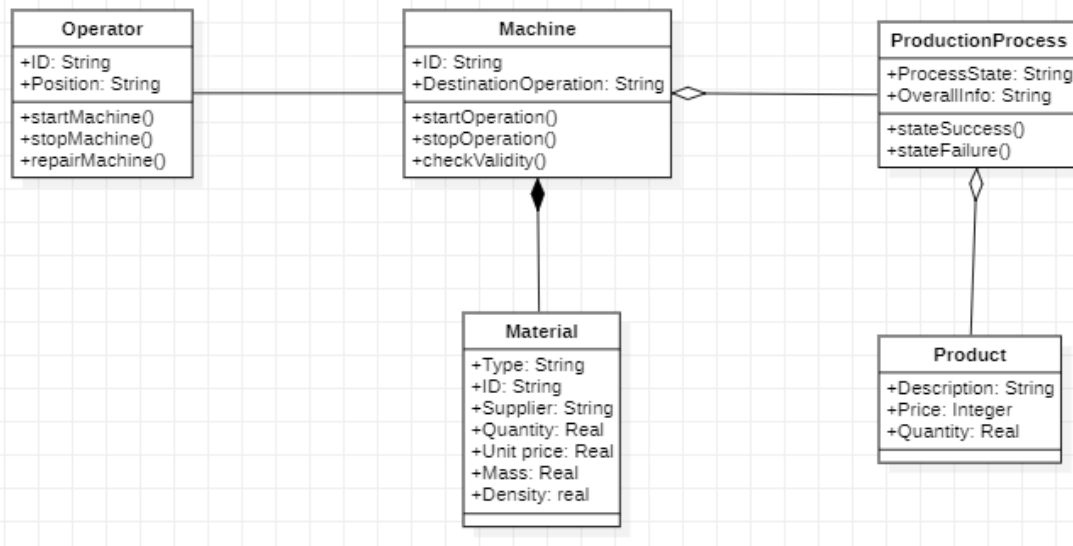 Operator
+ID: String
+Position: String
+startMachine()
+stopMachine()
+repairMachine()
Machine
+ID: String
+DestinationOperation: String
+startOperation()
+stopOperation()
+checkValidity()
ProductionProcess
+ProcessState: String
+OverallInfo: String
+stateSuccess()
+stateFailure()
Material
+Type: String
+ID: String
+Supplier: String
+Quantity: Real
+Unit price: Real
+Mass: Real
+Density: real
Product
+Description: String
+Price: Integer
+Quantity: Real